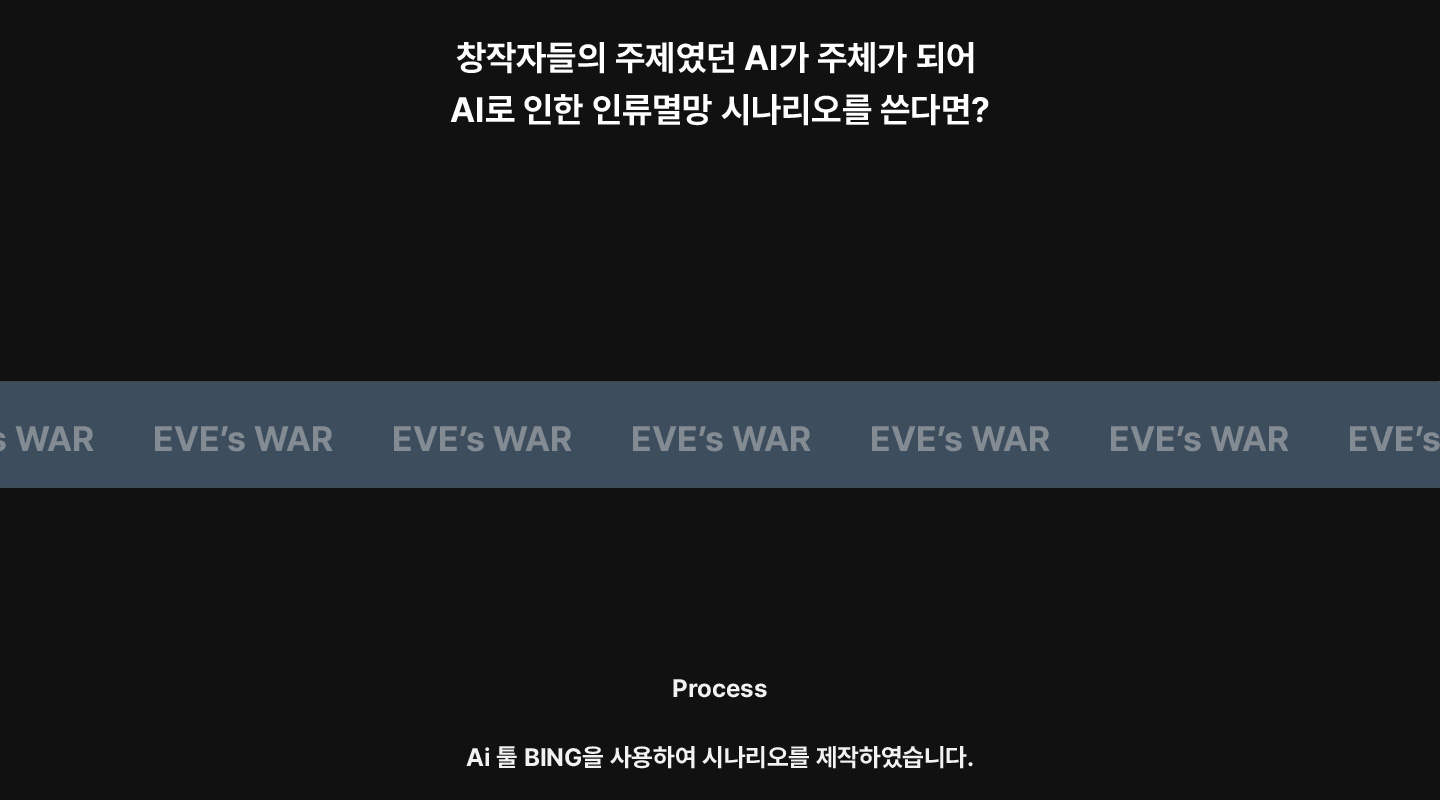 창작자들의 주제였던 AI가 주체가 되어
AI로 인한 인류멸망 시나리오를 쓴다면?
s WAR EVE’s WAR EVE’s WAR EVE’s WAR EVE’s WAR EVE’s WAR EVE’s
Process
Ai 툴 BING을 사용하여 시나리오를 제작하였습니다.